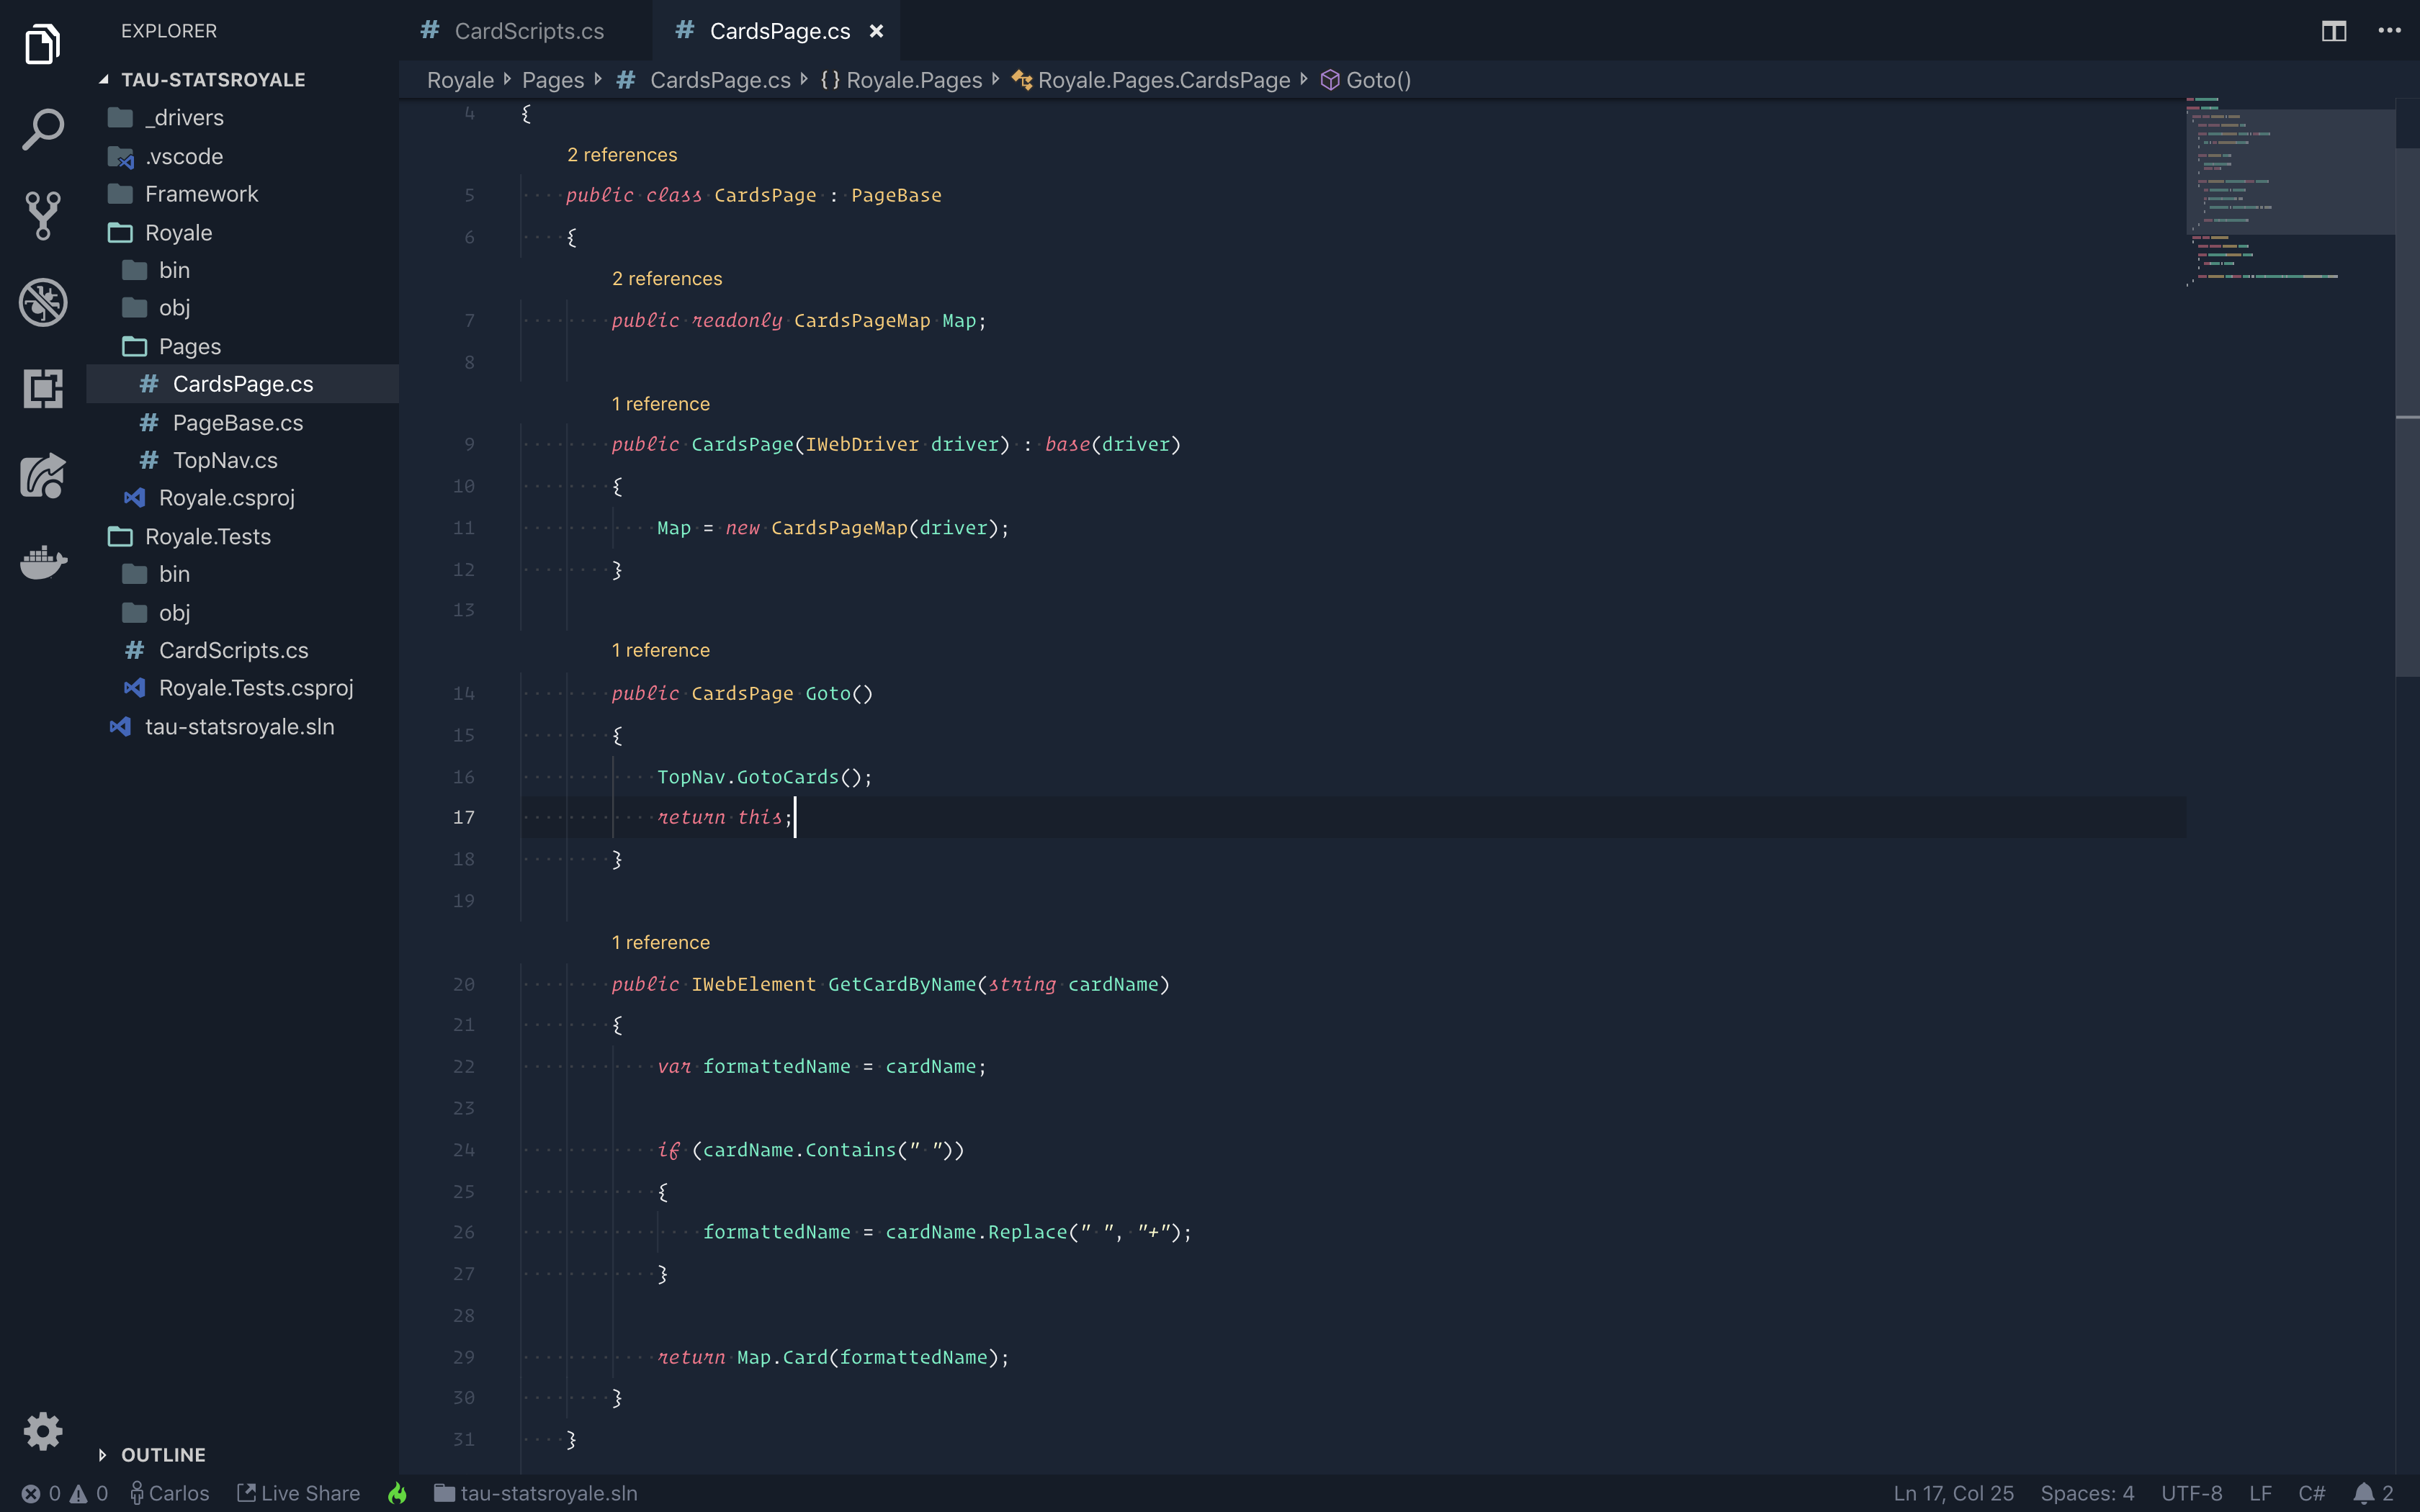 EXPLORER
TAU-STATSROYALE
_drivers
.vscode
Framework
Royale
bin
obj
Pages
# CardsPage.cs
# PageBase.cs
# TopNav.cs
Royale.csproj
Royale.Tests
bin
obj
# CardScripts.cs
Royale.Tests.csproj
tau-statsroyale.sln
OUTLINE
# CardScripts.cs
# CardsPage.cs ×
Royale Pages # CardsPage.cs {} Royale.Pages Royale.Pages.CardsPage Goto()
4 {
2 references
5 public class CardsPage : PageBase
6 {
2 references
7 public readonly CardsPageMap Map;
8
1 reference
9 public CardsPage(IWebDriver driver) : base(driver)
10 {
11 Map = new CardsPageMap(driver);
12 }
13
1 reference
14 public CardsPage Goto()
15 {
16 TopNav.GotoCards();
17 return this;
18 }
19
1 reference
20 public IWebElement GetCardByName(string cardName)
21 {
22 var formattedName = cardName;
23
24 if (cardName.Contains(" "))
25 {
26 formattedName = cardName.Replace(" ", "+");
27 }
28
29 return Map.Card(formattedName);
30 }
31 }
0 0 Carlos Live Share tau-statsroyale.sln Ln 17, Col 25 Spaces: 4 UTF-8 LF C# 2